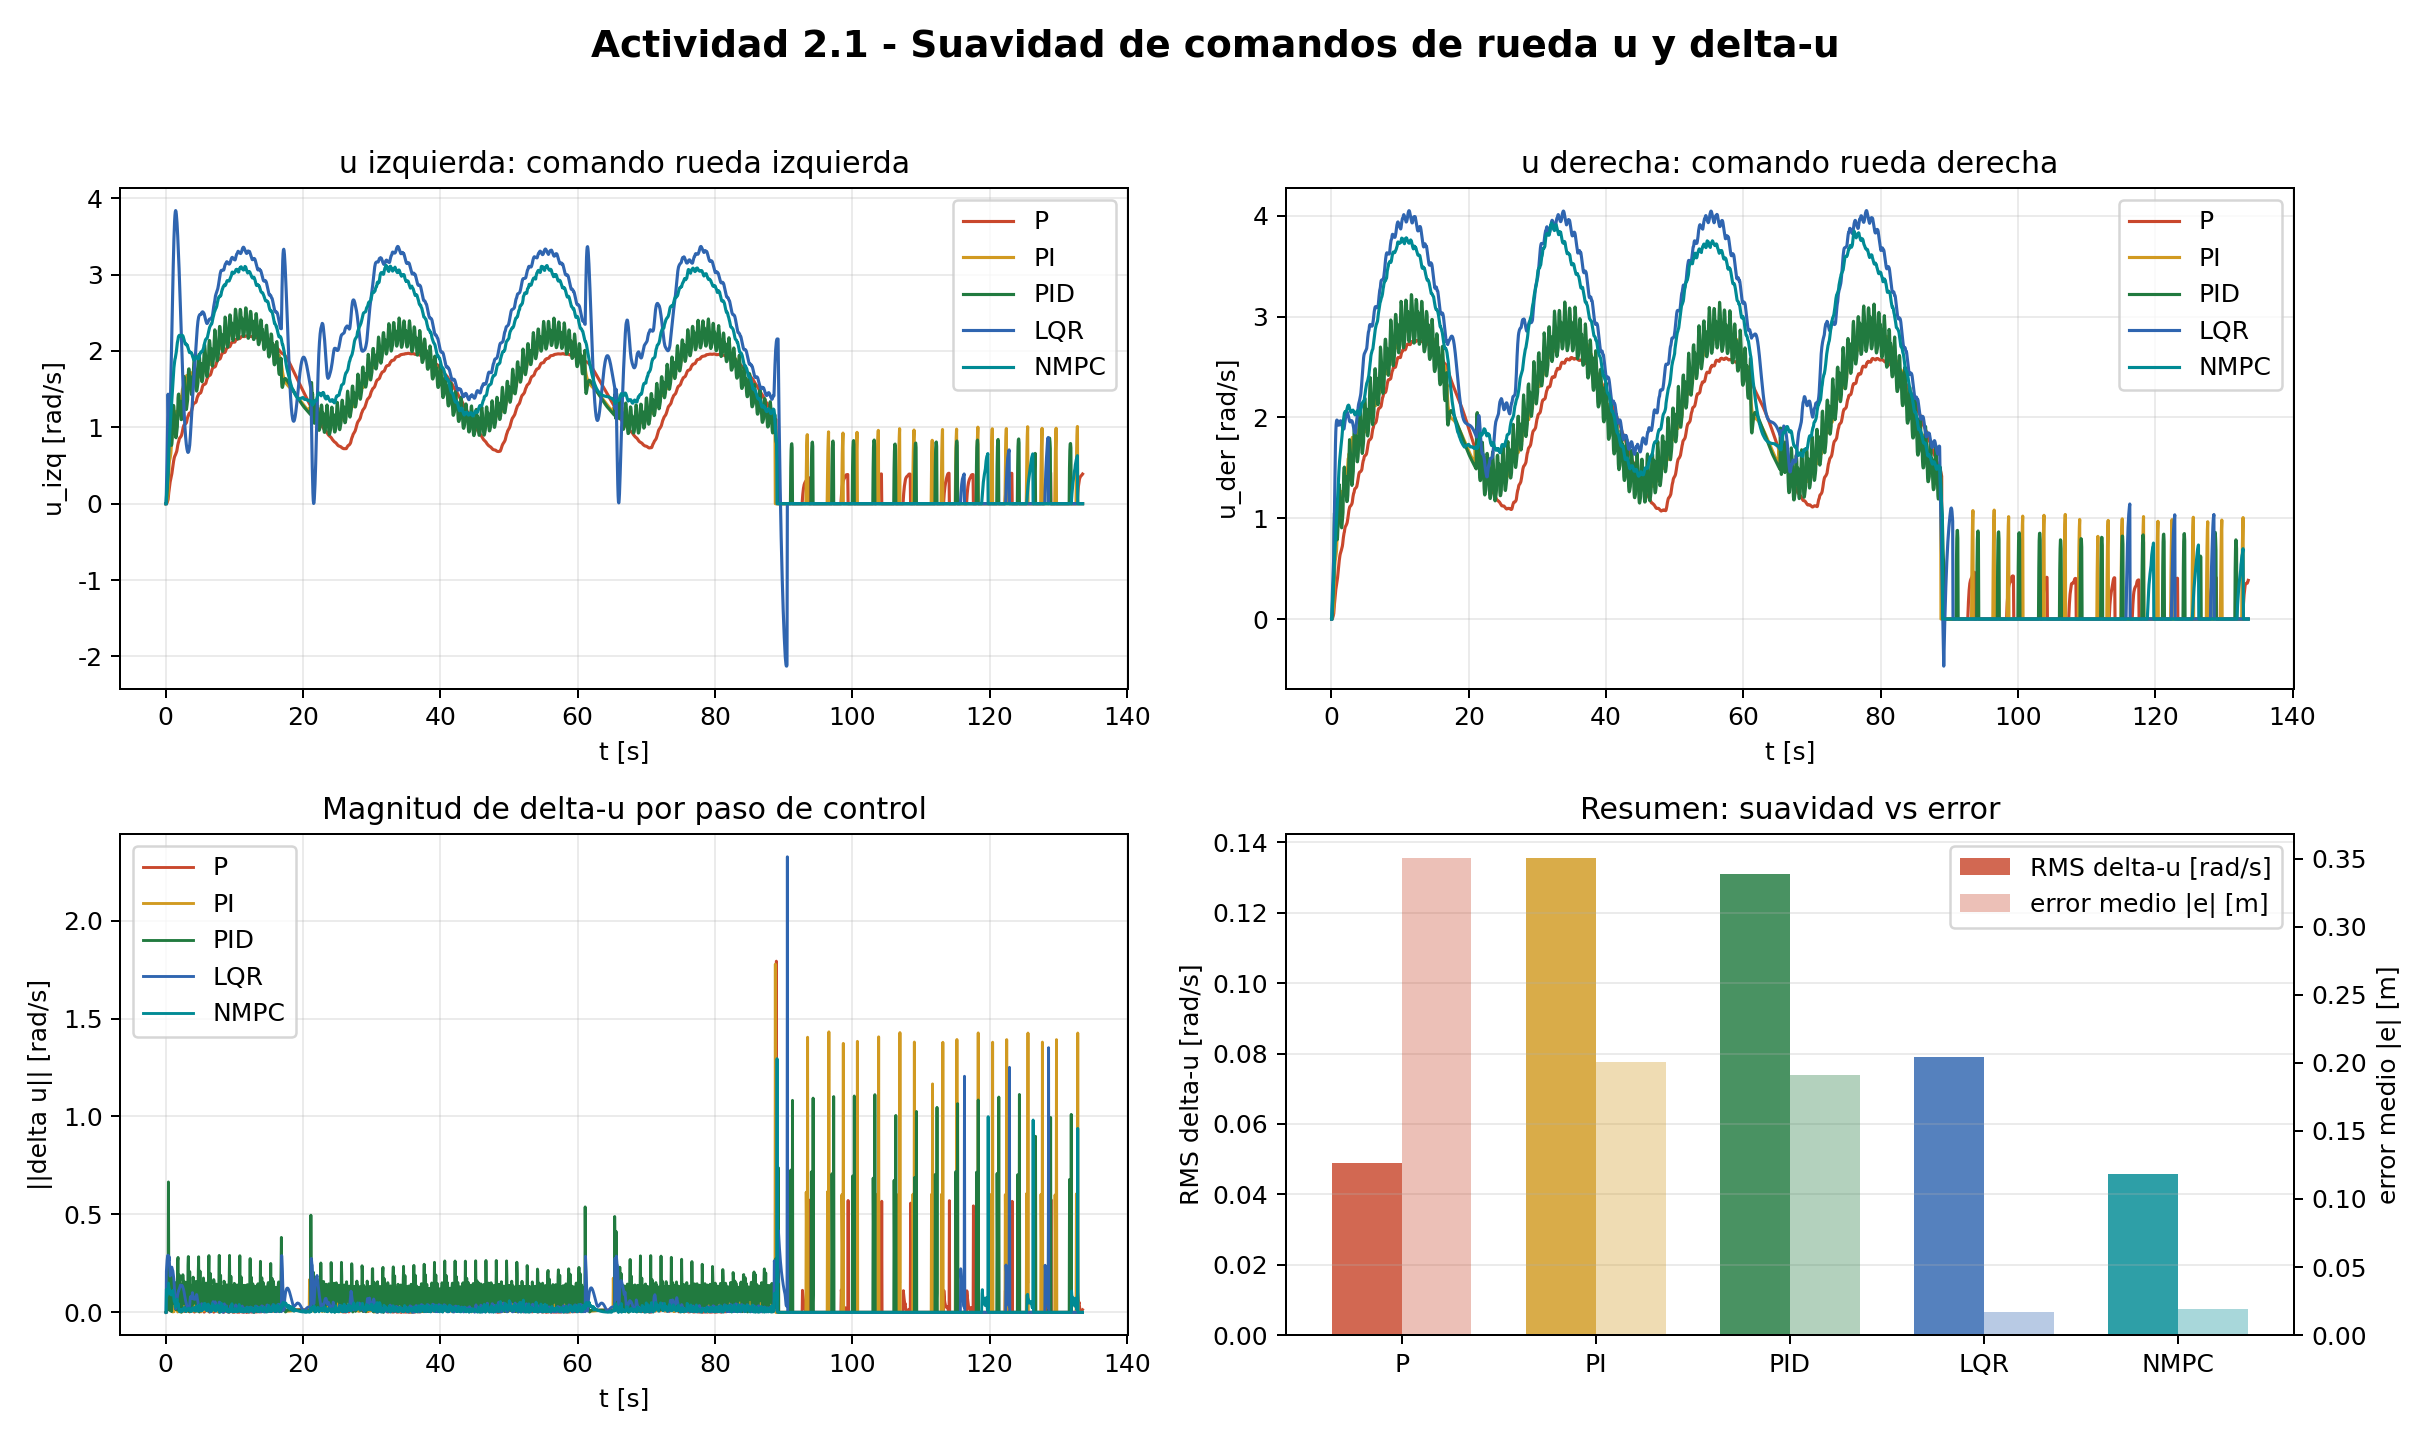 Actividad 2.1 - Suavidad de comandos de rueda u y delta-u
u izquierda: comando rueda izquierda
u_izq [rad/s]
4
3
2
1
0
-1
-2
0 20 40 60 80 100 120 140
t [s]
P
PI
PID
LQR
NMPC
u derecha: comando rueda derecha
u_der [rad/s]
4
3
2
1
0
0 20 40 60 80 100 120 140
t [s]
P
PI
PID
LQR
NMPC
Magnitud de delta-u por paso de control
||delta u|| [rad/s]
2.0
1.5
1.0
0.5
0.0
0 20 40 60 80 100 120 140
t [s]
P
PI
PID
LQR
NMPC
Resumen: suavidad vs error
RMS delta-u [rad/s]
0.14
0.12
0.10
0.08
0.06
0.04
0.02
0.00
P PI PID LQR NMPC
RMS delta-u [rad/s]
error medio |e| [m]
0.35
0.30
0.25
0.20
0.15
0.10
0.05
0.00
error medio |e| [m]